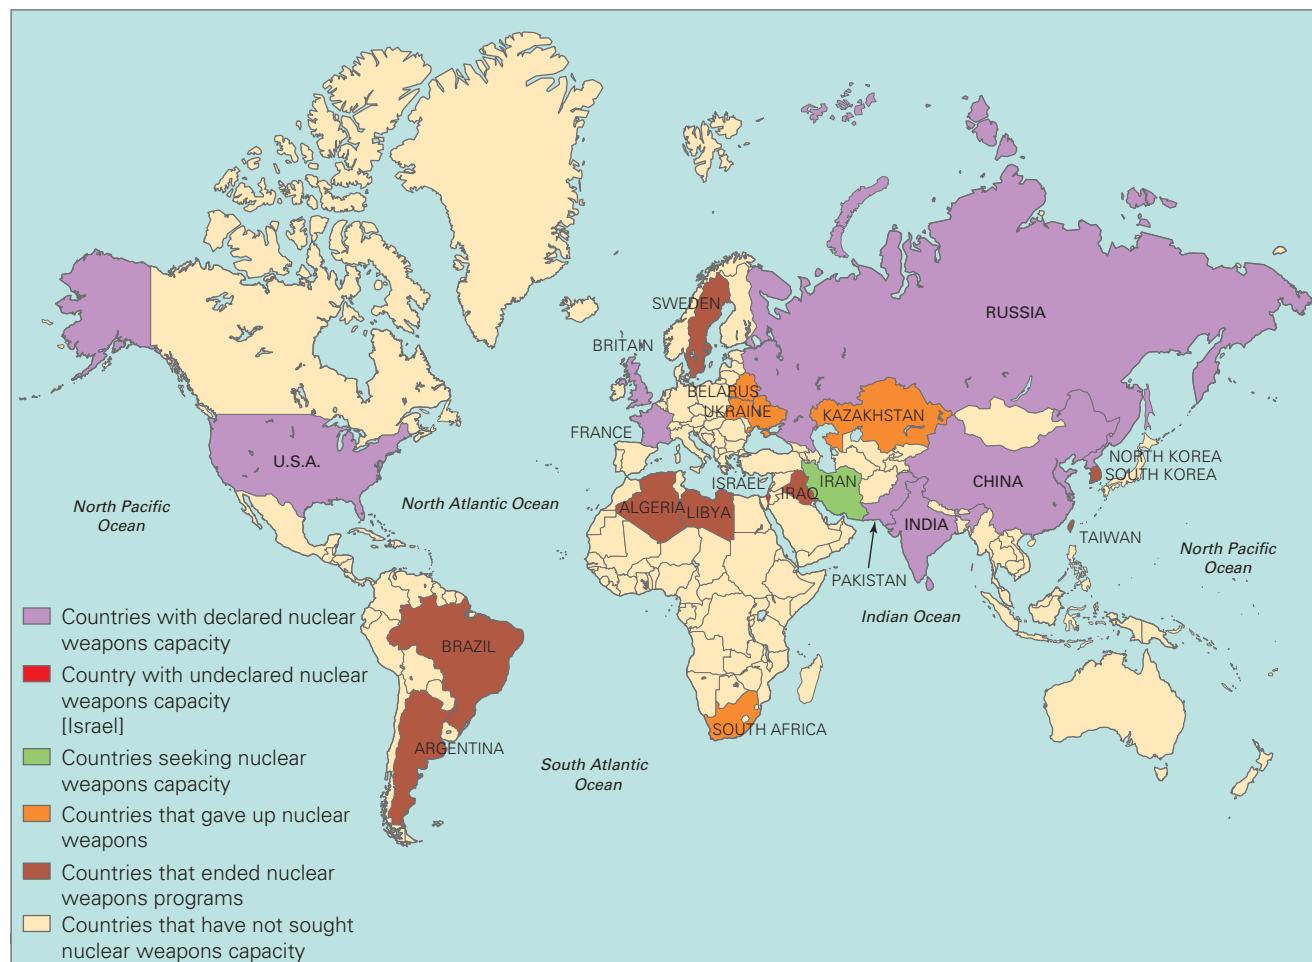 SWEDEN
RUSSIA
BRITAIN
BELARUS
UKRAINE
KAZAKHSTAN
FRANCE
NORTH KOREA
U.S.A.
SOUTH KOREA
ISRAEL
IRAN
CHINA
IRAQ
North Pacific
Ocean
North Atlantic Ocean
ALGERIA
LIBYA
INDIA
TAIWAN
North Pacific
Ocean
PAKISTAN
Indian Ocean
BRAZIL
SOUTH AFRICA
ARGENTINA
South Atlantic
Ocean
Countries with declared nuclear
weapons capacity
Country with undeclared nuclear
weapons capacity
[Israel]
Countries seeking nuclear
weapons capacity
Countries that gave up nuclear
weapons
Countries that ended nuclear
weapons programs
Countries that have not sought
nuclear weapons capacity